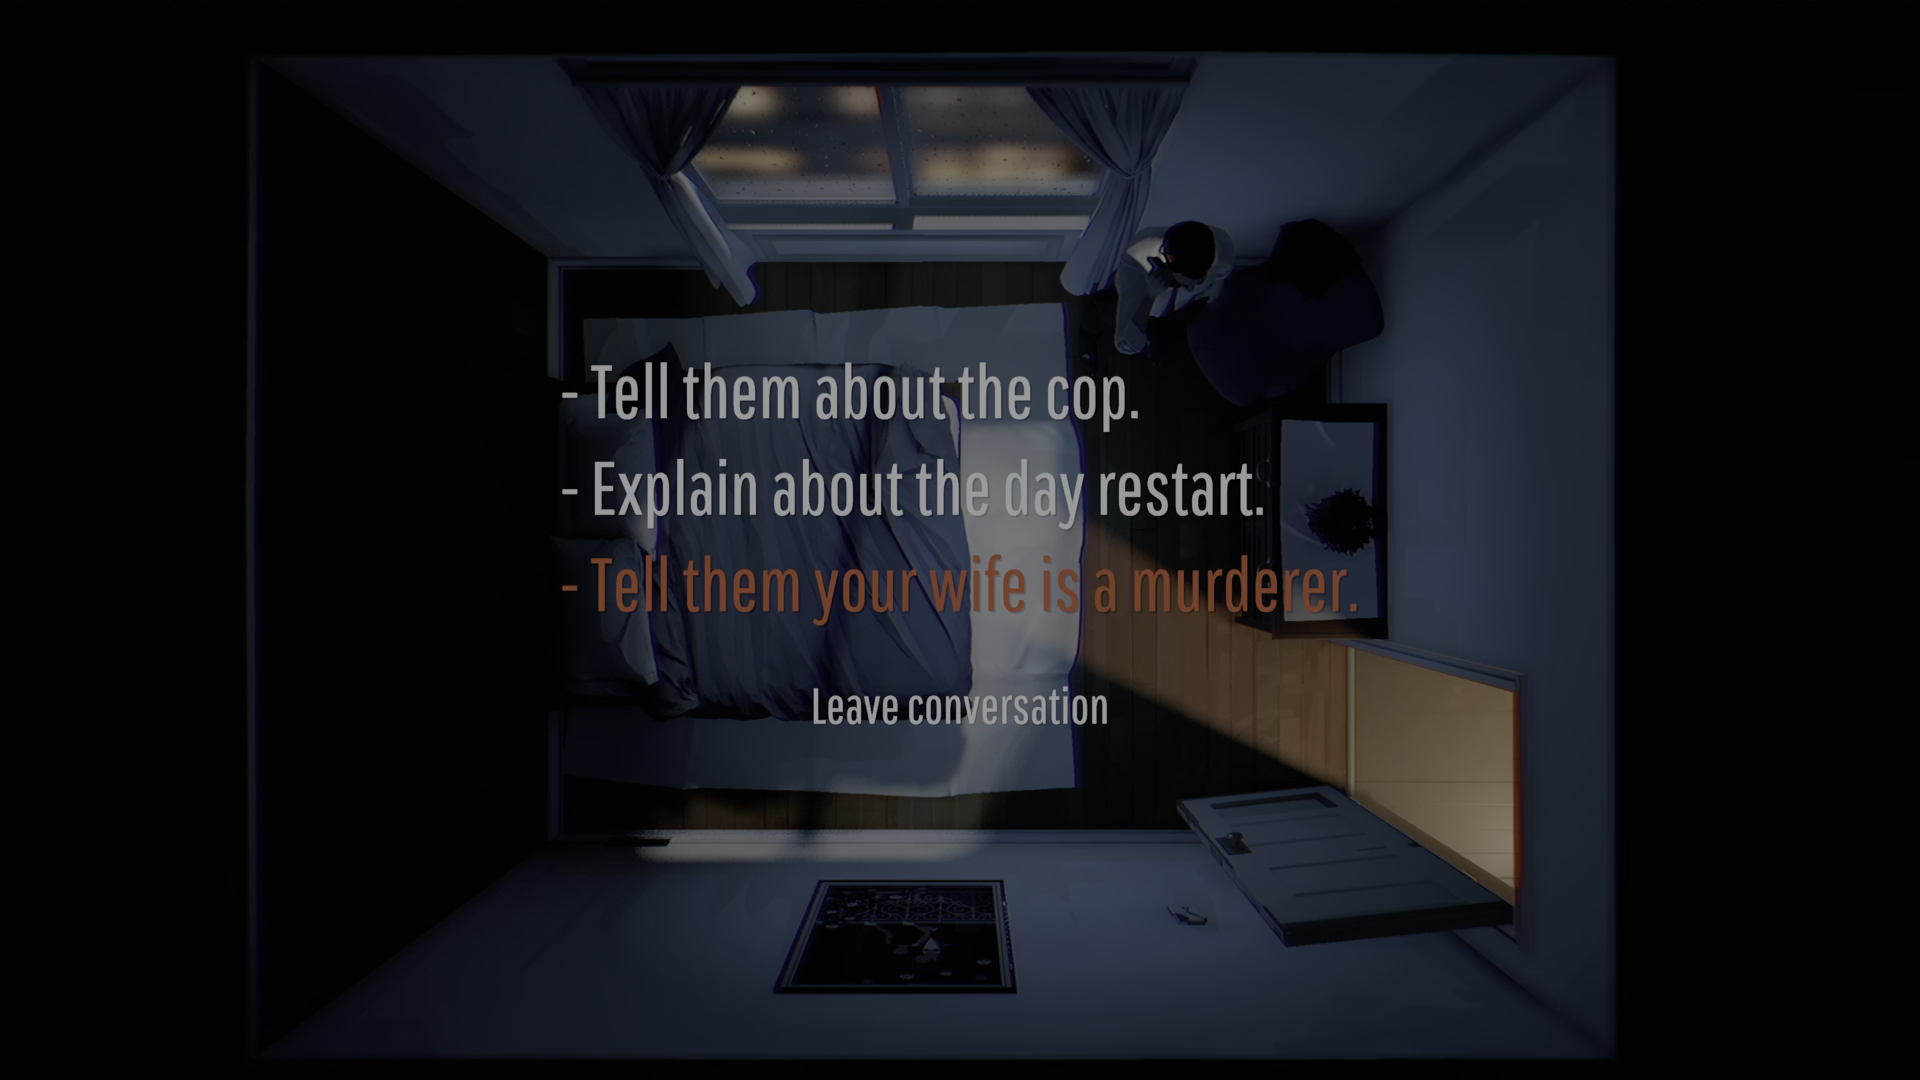 - Tell them about the cop.
- Explain about the day restart.
- Tell them your wife is a murderer.
Leave conversation